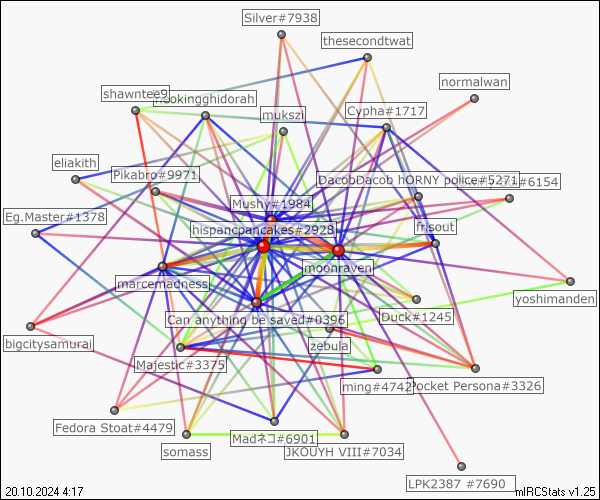 Silver#7938
thesecondtwat
normalwan
shawntee9
mukszi
Cypha#1717
eliakith
Pikabro#9971
DacobDacob hORNY police#5271
#6154
Mushy#1984
Eg.Master#1378
hispancpancakes#2928
frisout
moonraven
marcemadness
yoshimanden
Can anything be saved#0396
Duck#1245
bigcitysamurai
zebula
Majestic#3375
ming#4742
Pocket Persona#3326
Fedora Stoat#4479
somass
Madネコ#6901
JKOUYH VIII#7034
LPK2387 #7690
20.10.2024 4:17
mIRCStats v1.25